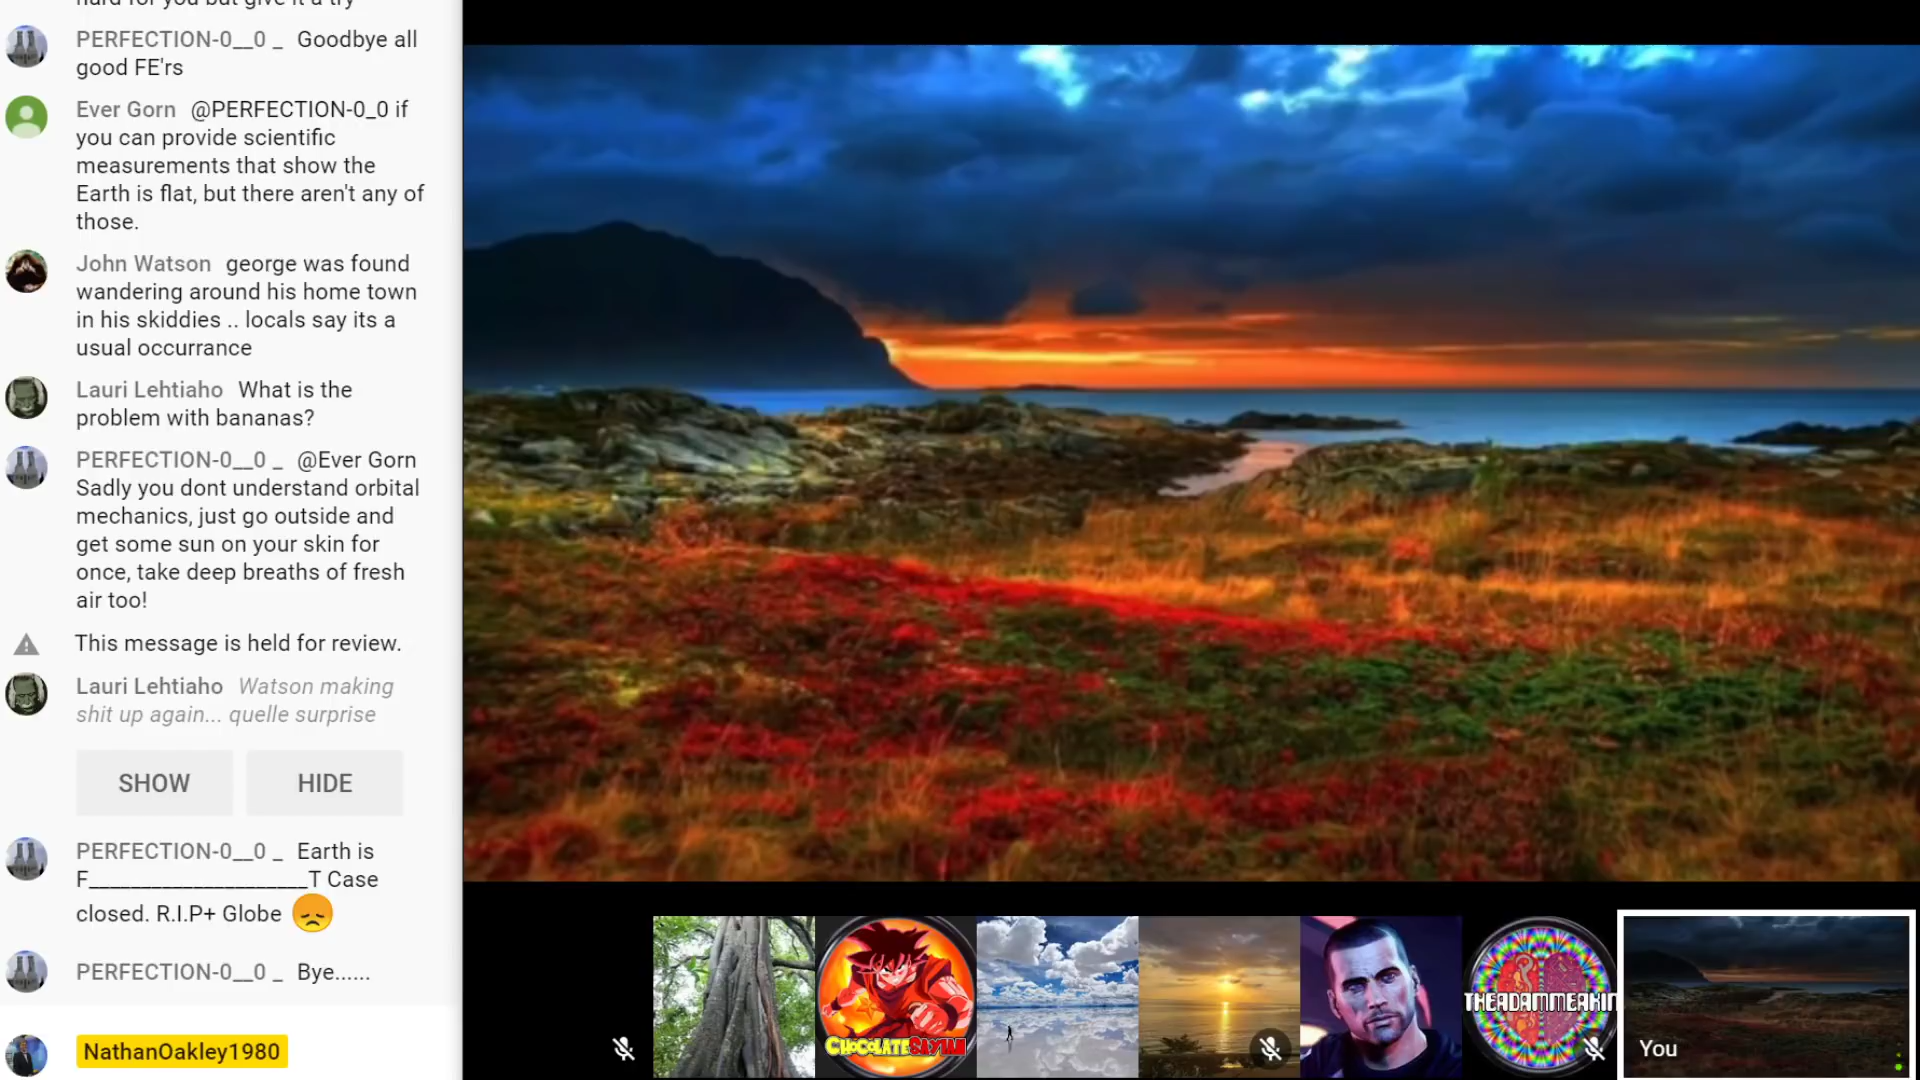 hard for you but give it a try
PERFECTION-0__0 _ Goodbye all
good FE'rs
Ever Gorn @PERFECTION-0_0 if
you can provide scientific
measurements that show the
Earth is flat, but there aren't any of
those.
John Watson george was found
wandering around his home town
in his skiddies .. locals say its a
usual occurrance
Lauri Lehtiaho What is the
problem with bananas?
PERFECTION-0__0 _ @Ever Gorn
Sadly you dont understand orbital
mechanics, just go outside and
get some sun on your skin for
once, take deep breaths of fresh
air too!
This message is held for review.
Lauri Lehtiaho Watson making
shit up again... quelle surprise
SHOW HIDE
PERFECTION-0__0 _ Earth is
F_____________________T Case
closed. R.I.P+ Globe 😞
PERFECTION-0__0 _ Bye......
NathanOakley1980
CHOCOLATESAYIAN
THEADAMMEAKIN
You